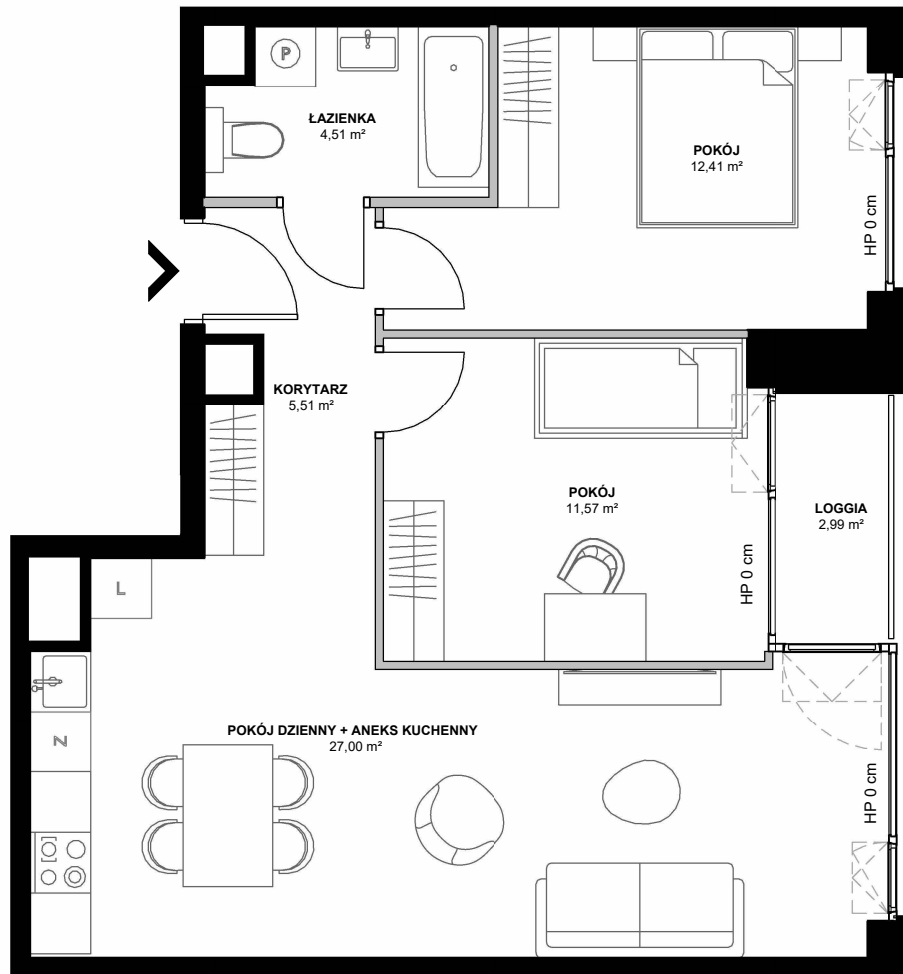 P
ŁAZIENKA
4,51 m²
POKÓJ
12,41 m²
HP 0 cm
KORYTARZ
5,51 m²
POKÓJ
11,57 m²
LOGGIA
2,99 m²
HP 0 cm
L
POKÓJ DZIENNY + ANEKS KUCHENNY
27,00 m²
Z
HP 0 cm